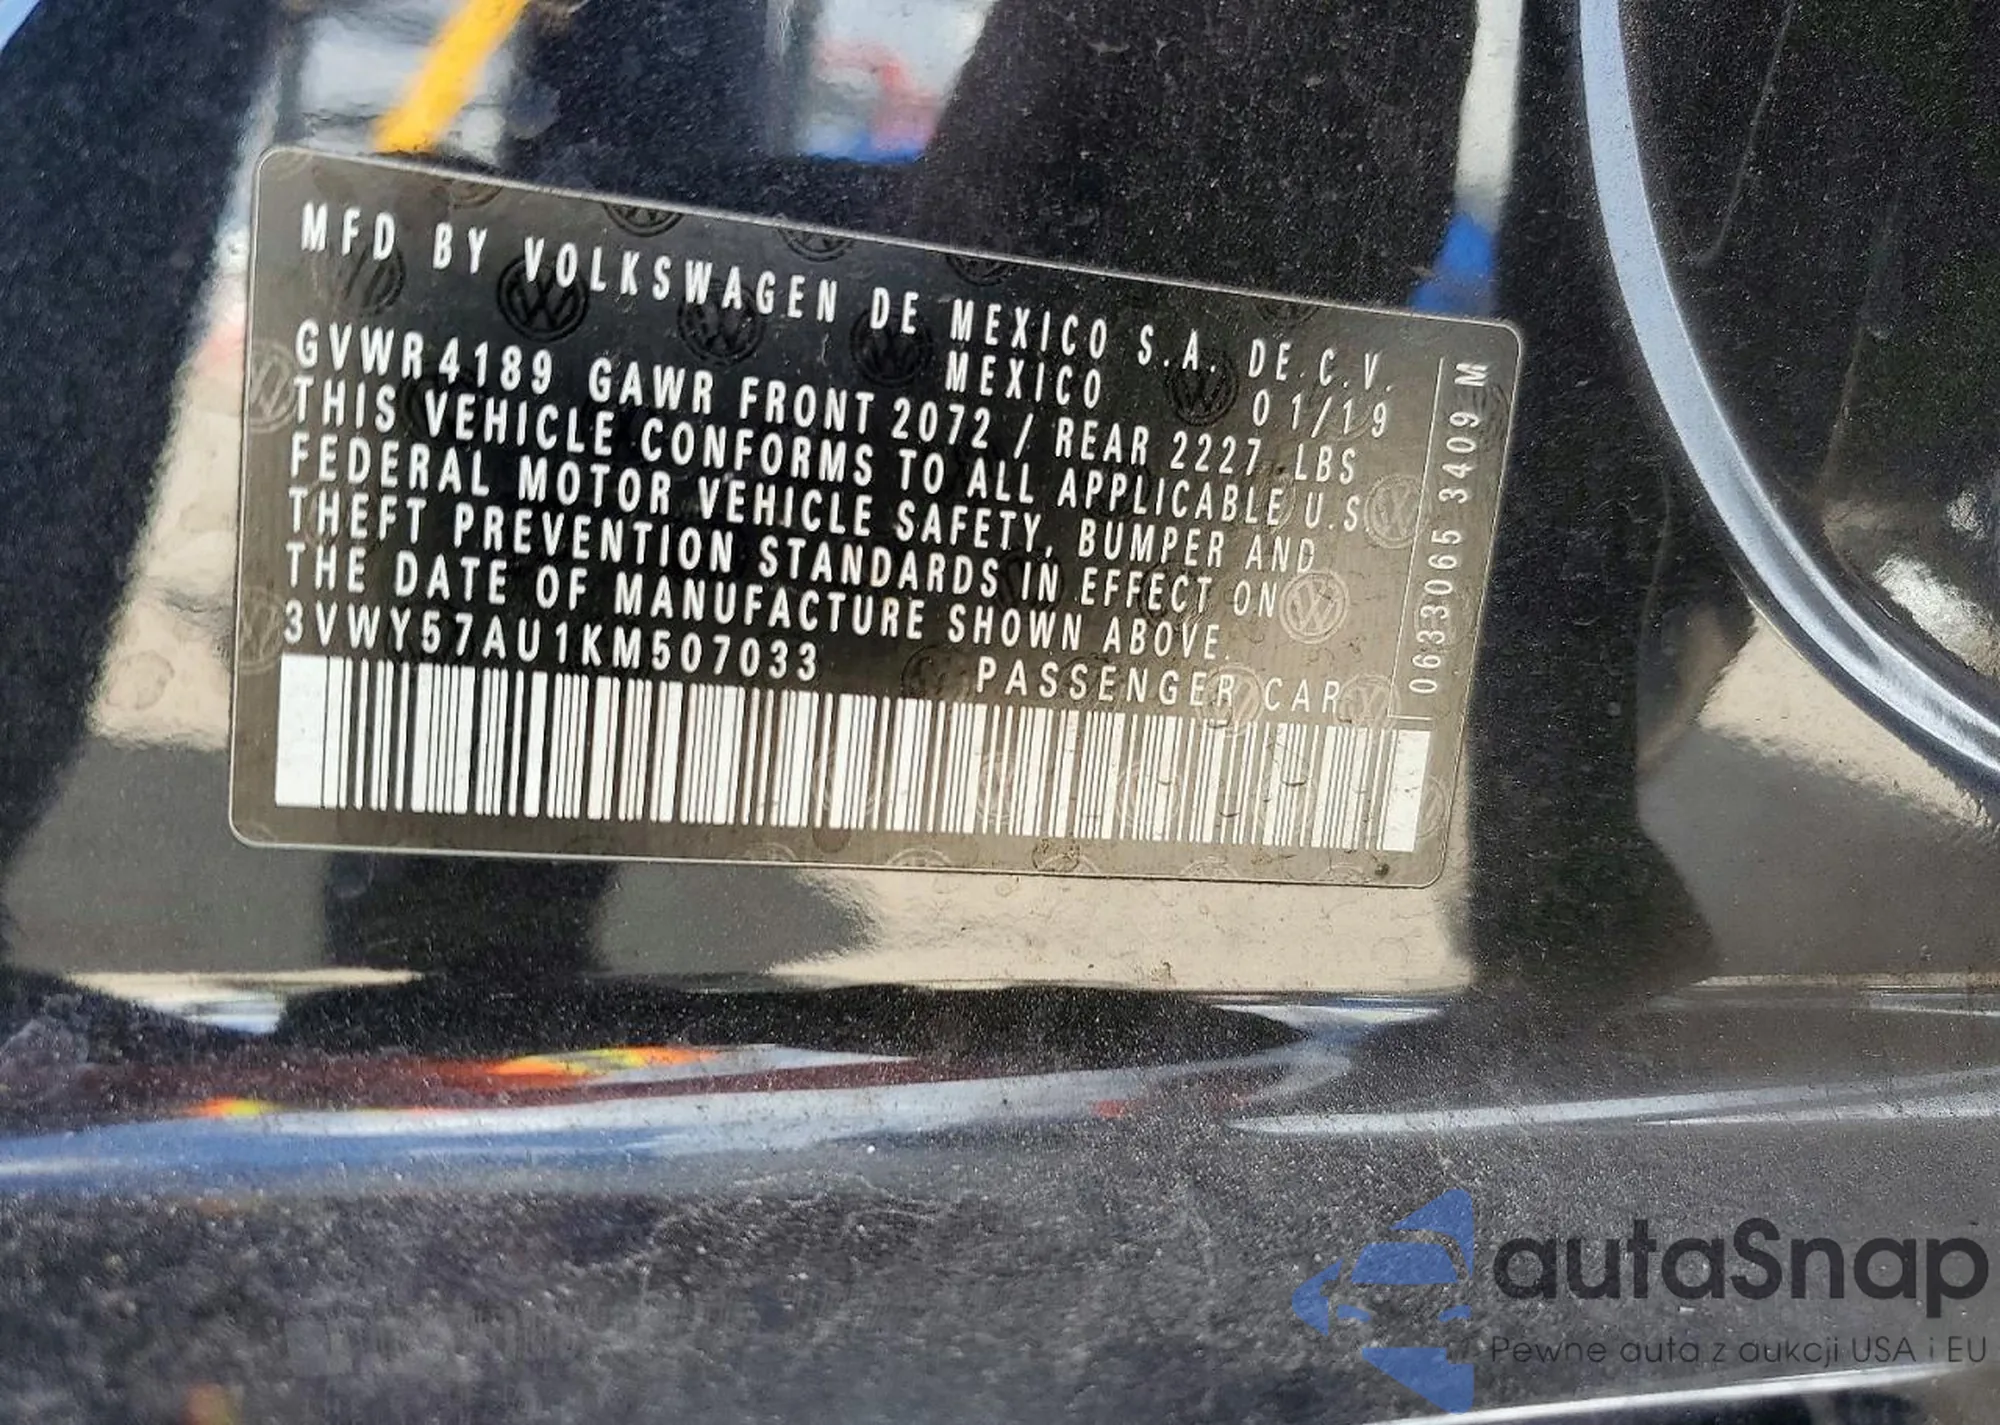 MFD BY VOLKSWAGEN DE MEXICO S.A. DE C.V.
MEXICO 01/19
GVWR 4189 GAWR FRONT 2072 / REAR 2227 LBS
THIS VEHICLE CONFORMS TO ALL APPLICABLE U.S.
FEDERAL MOTOR VEHICLE SAFETY, BUMPER AND
THEFT PREVENTION STANDARDS IN EFFECT ON
THE DATE OF MANUFACTURE SHOWN ABOVE.
3VWY57AU1KM507033 PASSENGER CAR
0633065 3409 M
autaSnap
Pewne auta z aukcji USA i EU